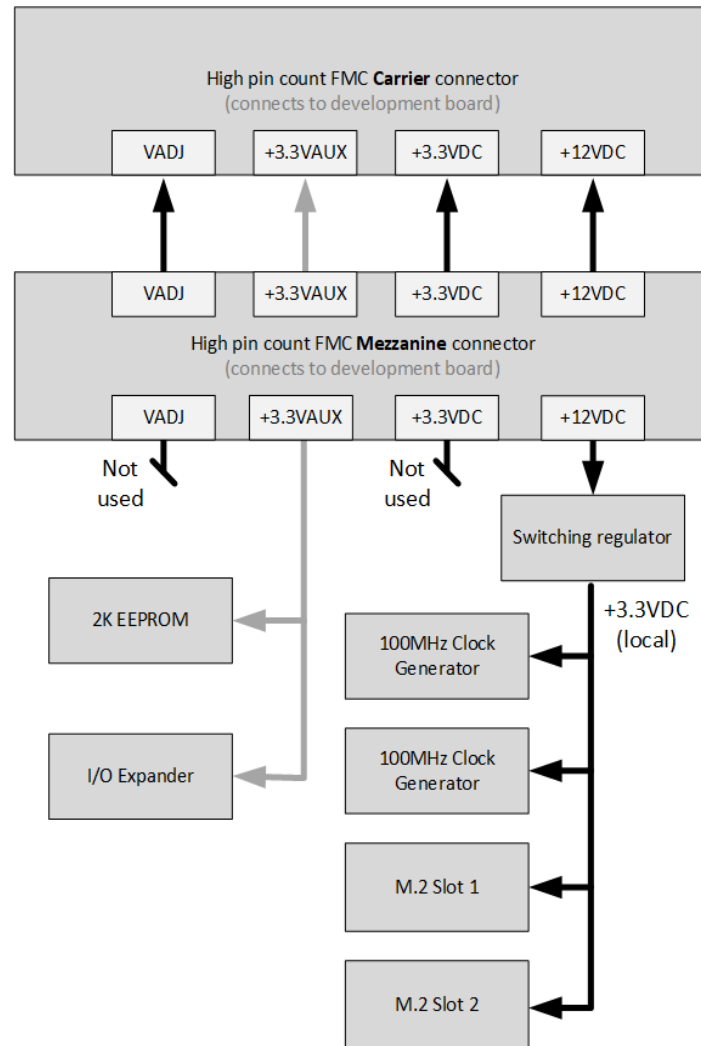 High pin count FMC Carrier connector
(connects to development board)
VADJ
+3.3VAUX
+3.3VDC
+12VDC
VADJ
+3.3VAUX
+3.3VDC
+12VDC
High pin count FMC Mezzanine connector
(connects to development board)
VADJ
+3.3VAUX
+3.3VDC
+12VDC
Not
used
Not
used
Switching regulator
+3.3VDC
(local)
2K EEPROM
100MHz Clock
Generator
I/O Expander
100MHz Clock
Generator
M.2 Slot 1
M.2 Slot 2